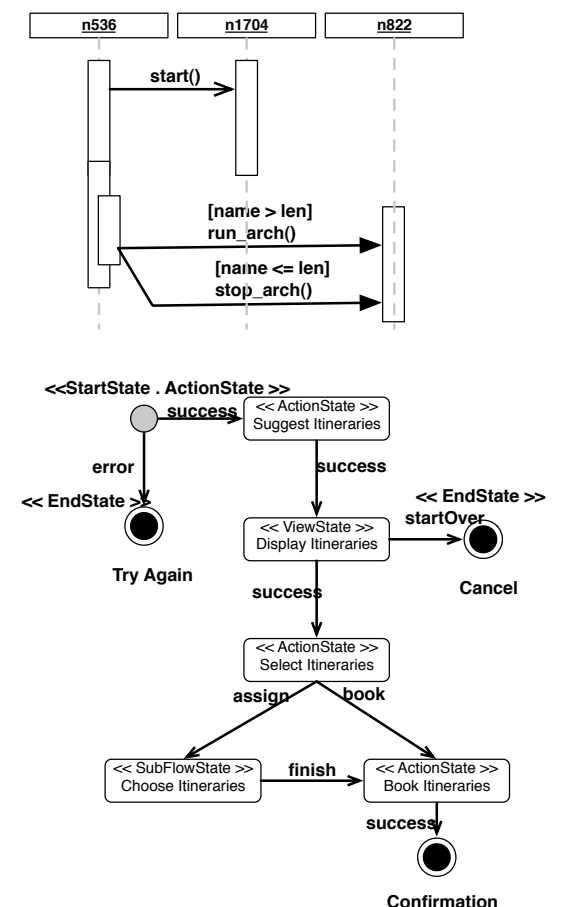 n536
n1704
n822
start()
[name > len]
run_arch()
[name <= len]
stop_arch()
<<StartState . ActionState >>
success
<< ActionState >>
Suggest Itineraries
error
success
<< EndState >>
<< EndState >>
startOver
<< ViewState >>
Display Itineraries
Try Again
Cancel
success
<< ActionState >>
Select Itineraries
assign
book
<< SubFlowState >>
Choose Itineraries
finish
<< ActionState >>
Book Itineraries
success
Confirmation